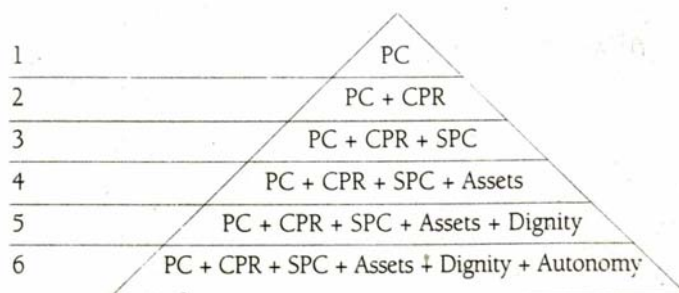 1 PC
2 PC + CPR
3 PC + CPR + SPC
4 PC + CPR + SPC + Assets
5 PC + CPR + SPC + Assets + Dignity
6 PC + CPR + SPC + Assets + Dignity + Autonomy